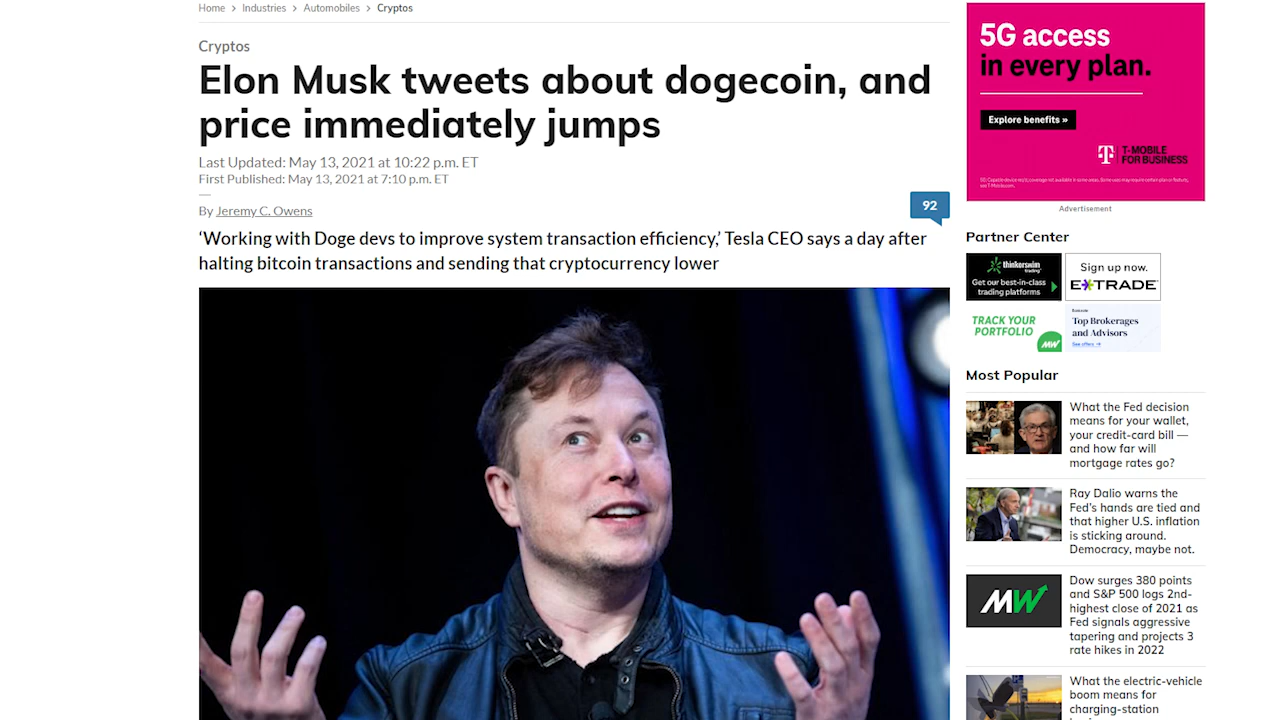 Home > Industries > Automobiles > Cryptos
Cryptos
Elon Musk tweets about dogecoin, and
price immediately jumps
Last Updated: May 13, 2021 at 10:22 p.m. ET
First Published: May 13, 2021 at 7:10 p.m. ET
By Jeremy C. Owens
92
‘Working with Doge devs to improve system transaction efficiency,’ Tesla CEO says a day after
halting bitcoin transactions and sending that cryptocurrency lower
5G access
in every plan.
Explore benefits »
T-MOBILE
FOR BUSINESS
Advertisement
Partner Center
thinkorswim
trading
Get our best-in-class
trading platforms
Sign up now.
E*TRADE
TRACK YOUR
PORTFOLIO
MW
Top Brokerages
and Advisors
See offers →
Most Popular
What the Fed decision
means for your wallet,
your credit-card bill —
and how far will
mortgage rates go?
Ray Dalio warns the
Fed’s hands are tied and
that higher U.S. inflation
is sticking around.
Democracy, maybe not.
MW
Dow surges 380 points
and S&P 500 logs 2nd-
highest close of 2021 as
Fed signals aggressive
tapering and projects 3
rate hikes in 2022
What the electric-vehicle
boom means for
charging-station